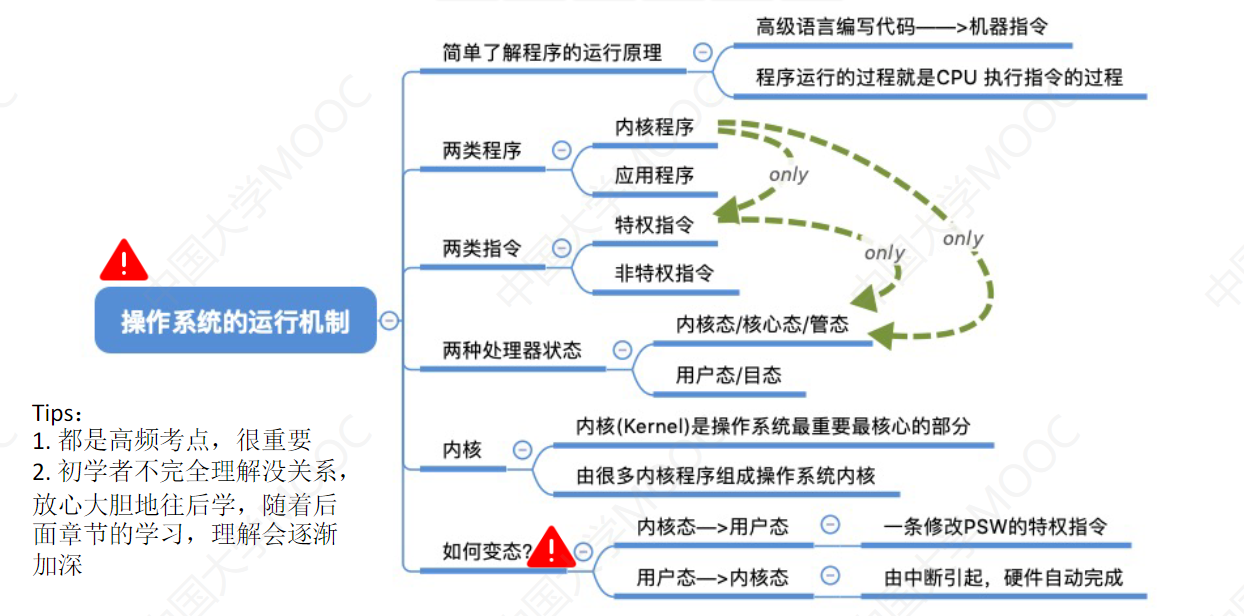 高级语言编写代码——>机器指令
简单了解程序的运行原理
程序运行的过程就是CPU 执行指令的过程
内核程序
两类程序
only
应用程序
特权指令
两类指令
only
only
非特权指令
操作系统的运行机制
内核态/核心态/管态
两种处理器状态
用户态/目态
Tips：
1. 都是高频考点，很重要
2. 初学者不完全理解没关系，
放心大胆地往后学，随着后
面章节的学习，理解会逐渐
加深
内核(Kernel)是操作系统最重要最核心的部分
内核
由很多内核程序组成操作系统内核
内核态—>用户态
一条修改PSW的特权指令
如何变态?
用户态—>内核态
由中断引起，硬件自动完成
中国大学MOOC